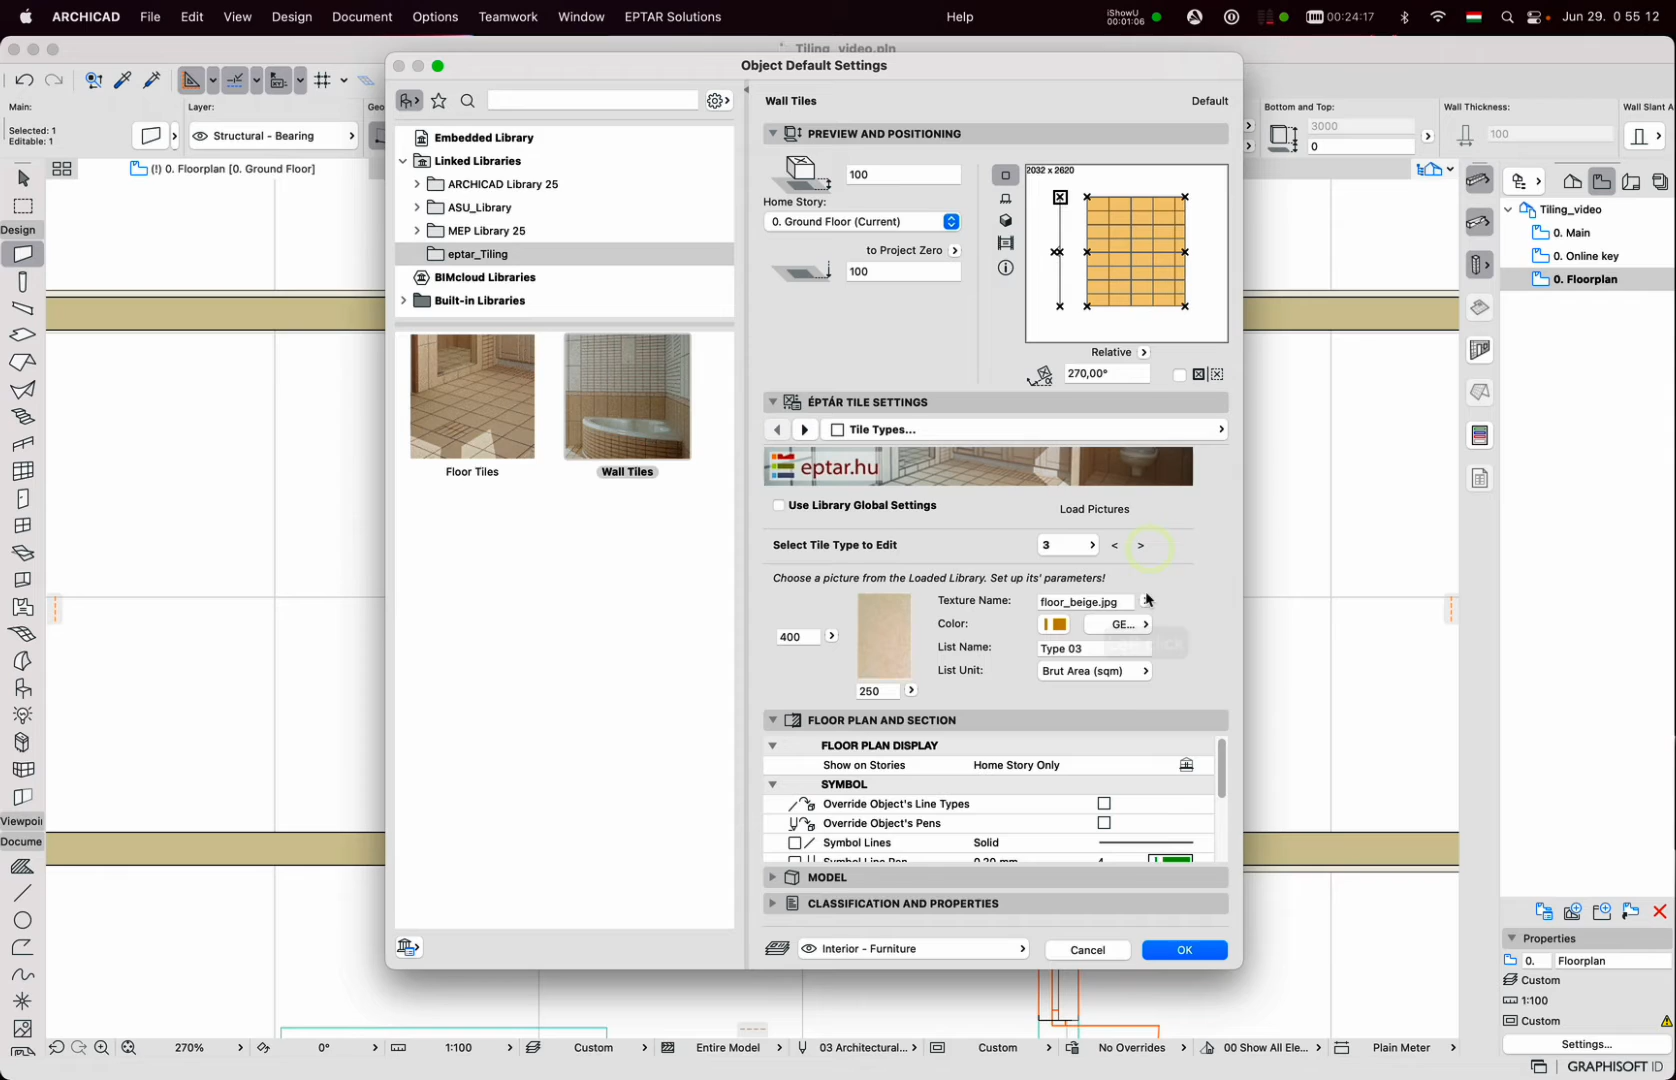 ARCHICAD File Edit View Design Document Options Teamwork Window EPTAR Solutions Help iShowU 00:01:06 00:24:17 Jun 29. 0 55 12
Tiling_video.pln
Object Default Settings
Main:
Selected: 1
Editable: 1
Layer:
Structural - Bearing
Geo
(!) 0. Floorplan [0. Ground Floor]
Design
Viewpoi
Docume
Embedded Library
Linked Libraries
ARCHICAD Library 25
ASU_Library
MEP Library 25
eptar_Tiling
BIMcloud Libraries
Built-in Libraries
Floor Tiles
Wall Tiles
Wall Tiles Default
PREVIEW AND POSITIONING
100
Home Story:
0. Ground Floor (Current)
to Project Zero
100
2032 x 2620
Relative
270,00°
ÉPTÁR TILE SETTINGS
Tile Types...
eptar.hu
Use Library Global Settings Load Pictures
Select Tile Type to Edit 3 < >
Choose a picture from the Loaded Library. Set up its' parameters!
400
250
Texture Name: floor_beige.jpg
Color: GE...
List Name: Type 03
List Unit: Brut Area (sqm)
FLOOR PLAN AND SECTION
FLOOR PLAN DISPLAY
Show on Stories Home Story Only
SYMBOL
Override Object's Line Types
Override Object's Pens
Symbol Lines Solid
Symbol Line Pen 0.20 mm 4
MODEL
CLASSIFICATION AND PROPERTIES
Interior - Furniture Cancel OK
Bottom and Top:
3000
0
Wall Thickness:
100
Wall Slant A
Tiling_video
0. Main
0. Online key
0. Floorplan
Properties
0. Floorplan
Custom
1:100
Custom
Settings...
270% 0° 1:100 Custom Entire Model 03 Architectural... Custom No Overrides 00 Show All Ele... Plain Meter
GRAPHISOFT ID